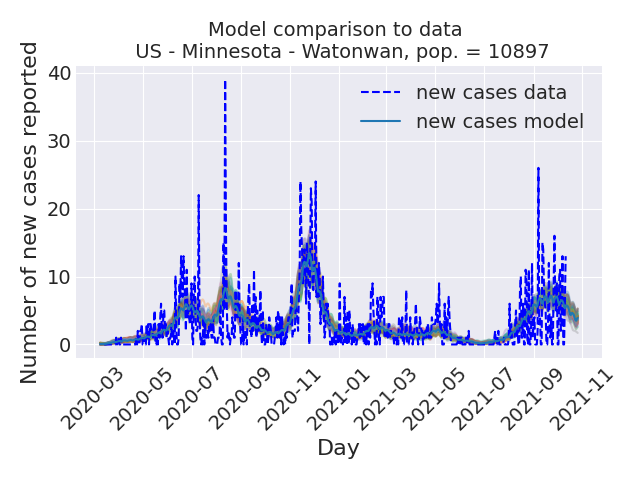 Model comparison to data
US - Minnesota - Watonwan, pop. = 10897
Number of new cases reported
40
30
20
10
0
new cases data
new cases model
2020-03
2020-05
2020-07
2020-09
2020-11
2021-01
2021-03
2021-05
2021-07
2021-09
2021-11
Day